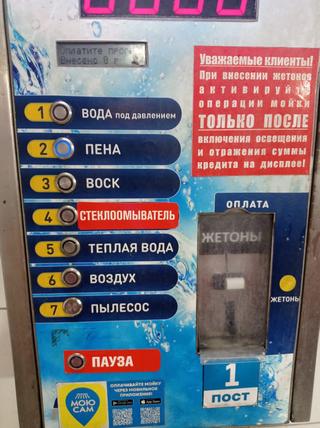 Оплатите прог
Внесено 0 р
Уважаемые клиенты!
При внесении жетонов
активируйте
операции мойки
ТОЛЬКО ПОСЛЕ
включения освещения
и отражения суммы
кредита на дисплее!
1 ВОДА под давлением
2 ПЕНА
3 ВОСК
4 СТЕКЛООМЫВАТЕЛЬ
5 ТЕПЛАЯ ВОДА
6 ВОЗДУХ
7 ПЫЛЕСОС
ОПЛАТА
ЖЕТОНЫ
ЖЕТОНЫ
ПАУЗА
1
ПОСТ
МОЮ
САМ
ОПЛАЧИВАЙТЕ МОЙКУ
ЧЕРЕЗ МОБИЛЬНОЕ
ПРИЛОЖЕНИЕ